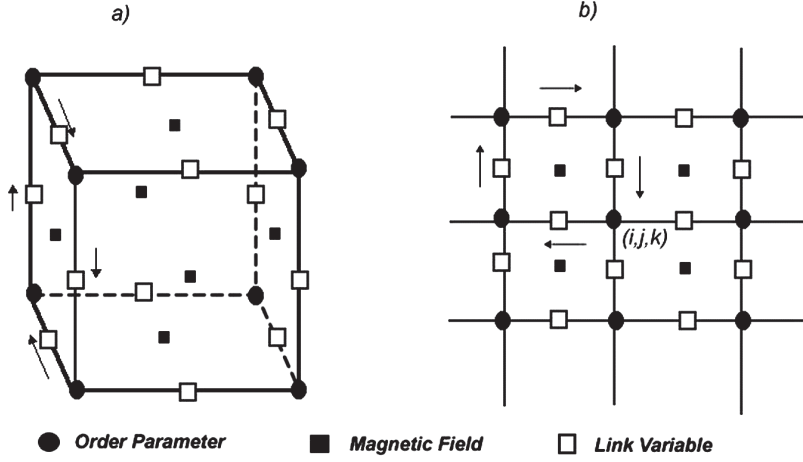 a)
b)
(i,j,k)
Order Parameter
Magnetic Field
Link Variable